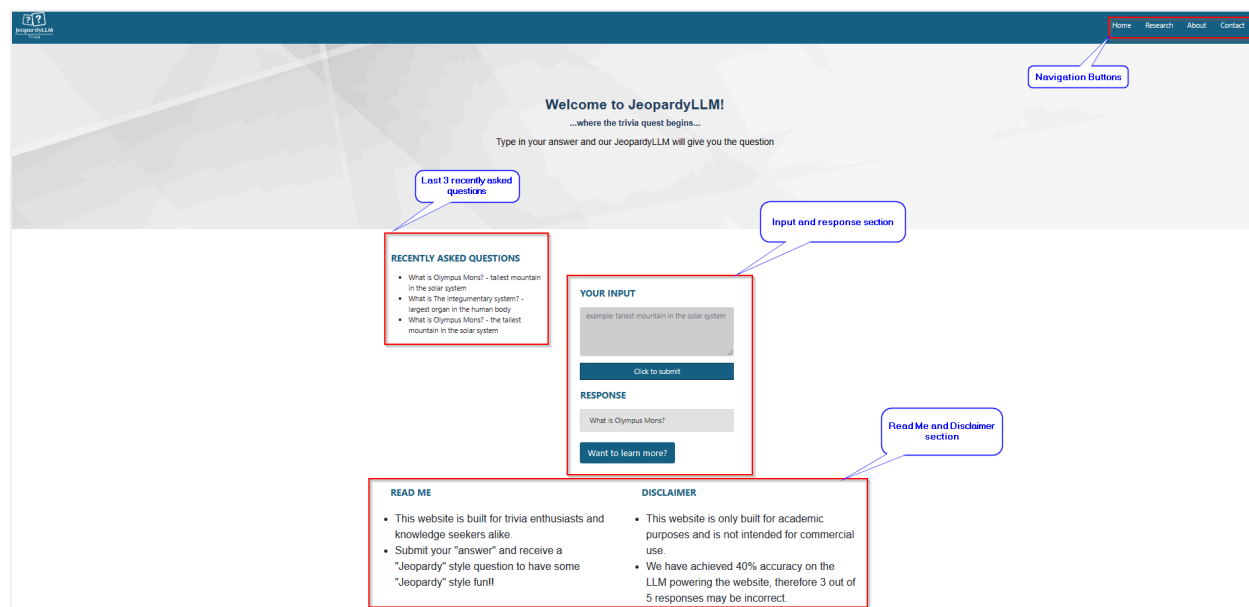 ??
JeopardyLLM
Trivia
Home Research About Contact
Navigation Buttons
Welcome to JeopardyLLM!
...where the trivia quest begins...
Type in your answer and our JeopardyLLM will give you the question
Last 3 recently asked
questions
Input and response section
RECENTLY ASKED QUESTIONS
• What is Olympus Mons? - tallest mountain
in the solar system
• What is The Integumentary system? -
largest organ in the human body
• What is Olympus Mons? - the tallest
mountain in the solar system
YOUR INPUT
example: tallest mountain in the solar system
Click to submit
RESPONSE
What is Olympus Mons?
Want to learn more?
Read Me and Disclaimer
section
READ ME
• This website is built for trivia enthusiasts and
knowledge seekers alike.
• Submit your "answer" and receive a
"Jeopardy" style question to have some
"Jeopardy" style fun!!
DISCLAIMER
• This website is only built for academic
purposes and is not intended for commercial
use.
• We have achieved 40% accuracy on the
LLM powering the website, therefore 3 out of
5 responses may be incorrect.